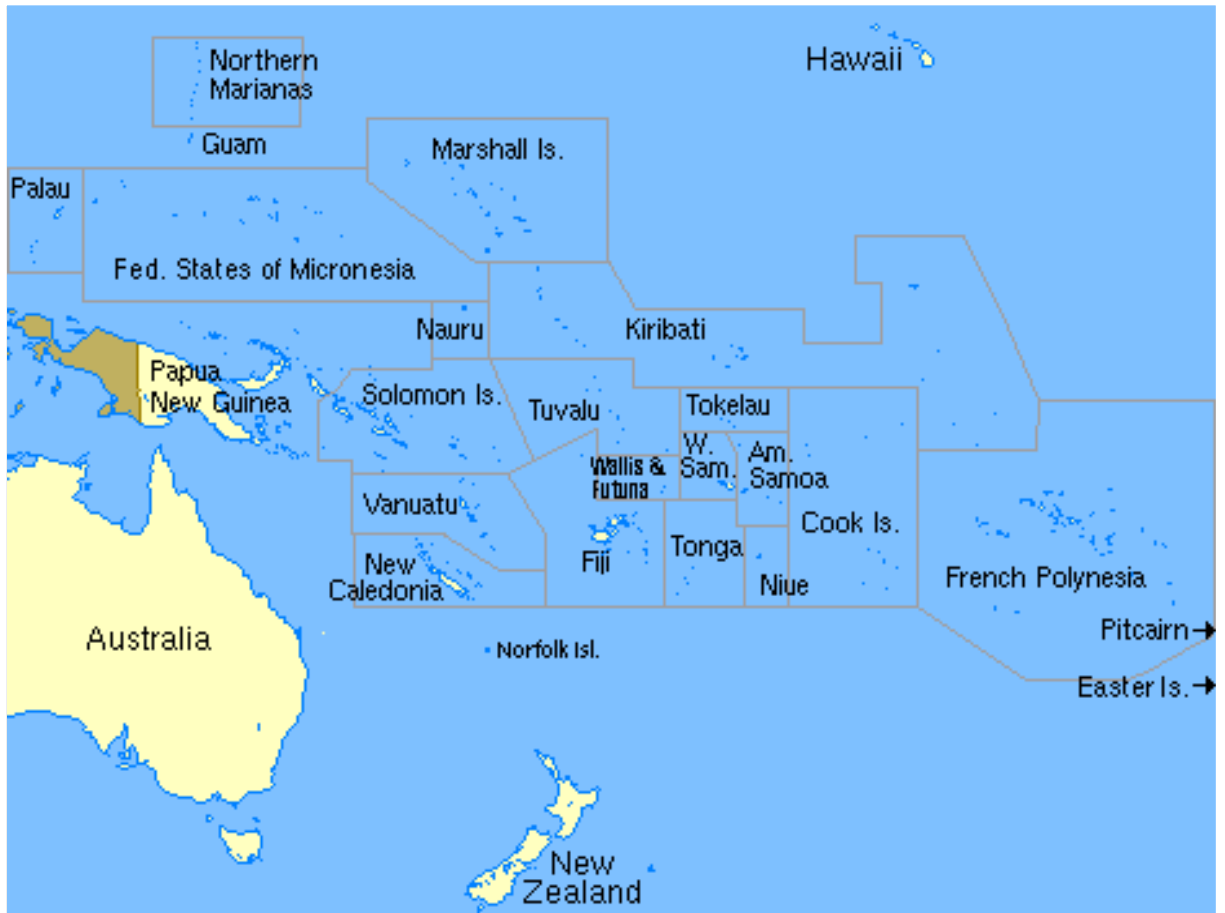 Hawaii
Northern
Marianas
Guam
Marshall Is.
Palau
Fed. States of Micronesia
Nauru
Kiribati
Papua
New Guinea
Solomon Is.
Tuvalu
Tokelau
W.
Sam.
Am.
Samoa
Wallis &
Futuna
Vanuatu
Cook Is.
Fiji
Tonga
New
Caledonia
Niue
French Polynesia
Australia
Norfolk Isl.
Pitcairn
Easter Is.
New
Zealand